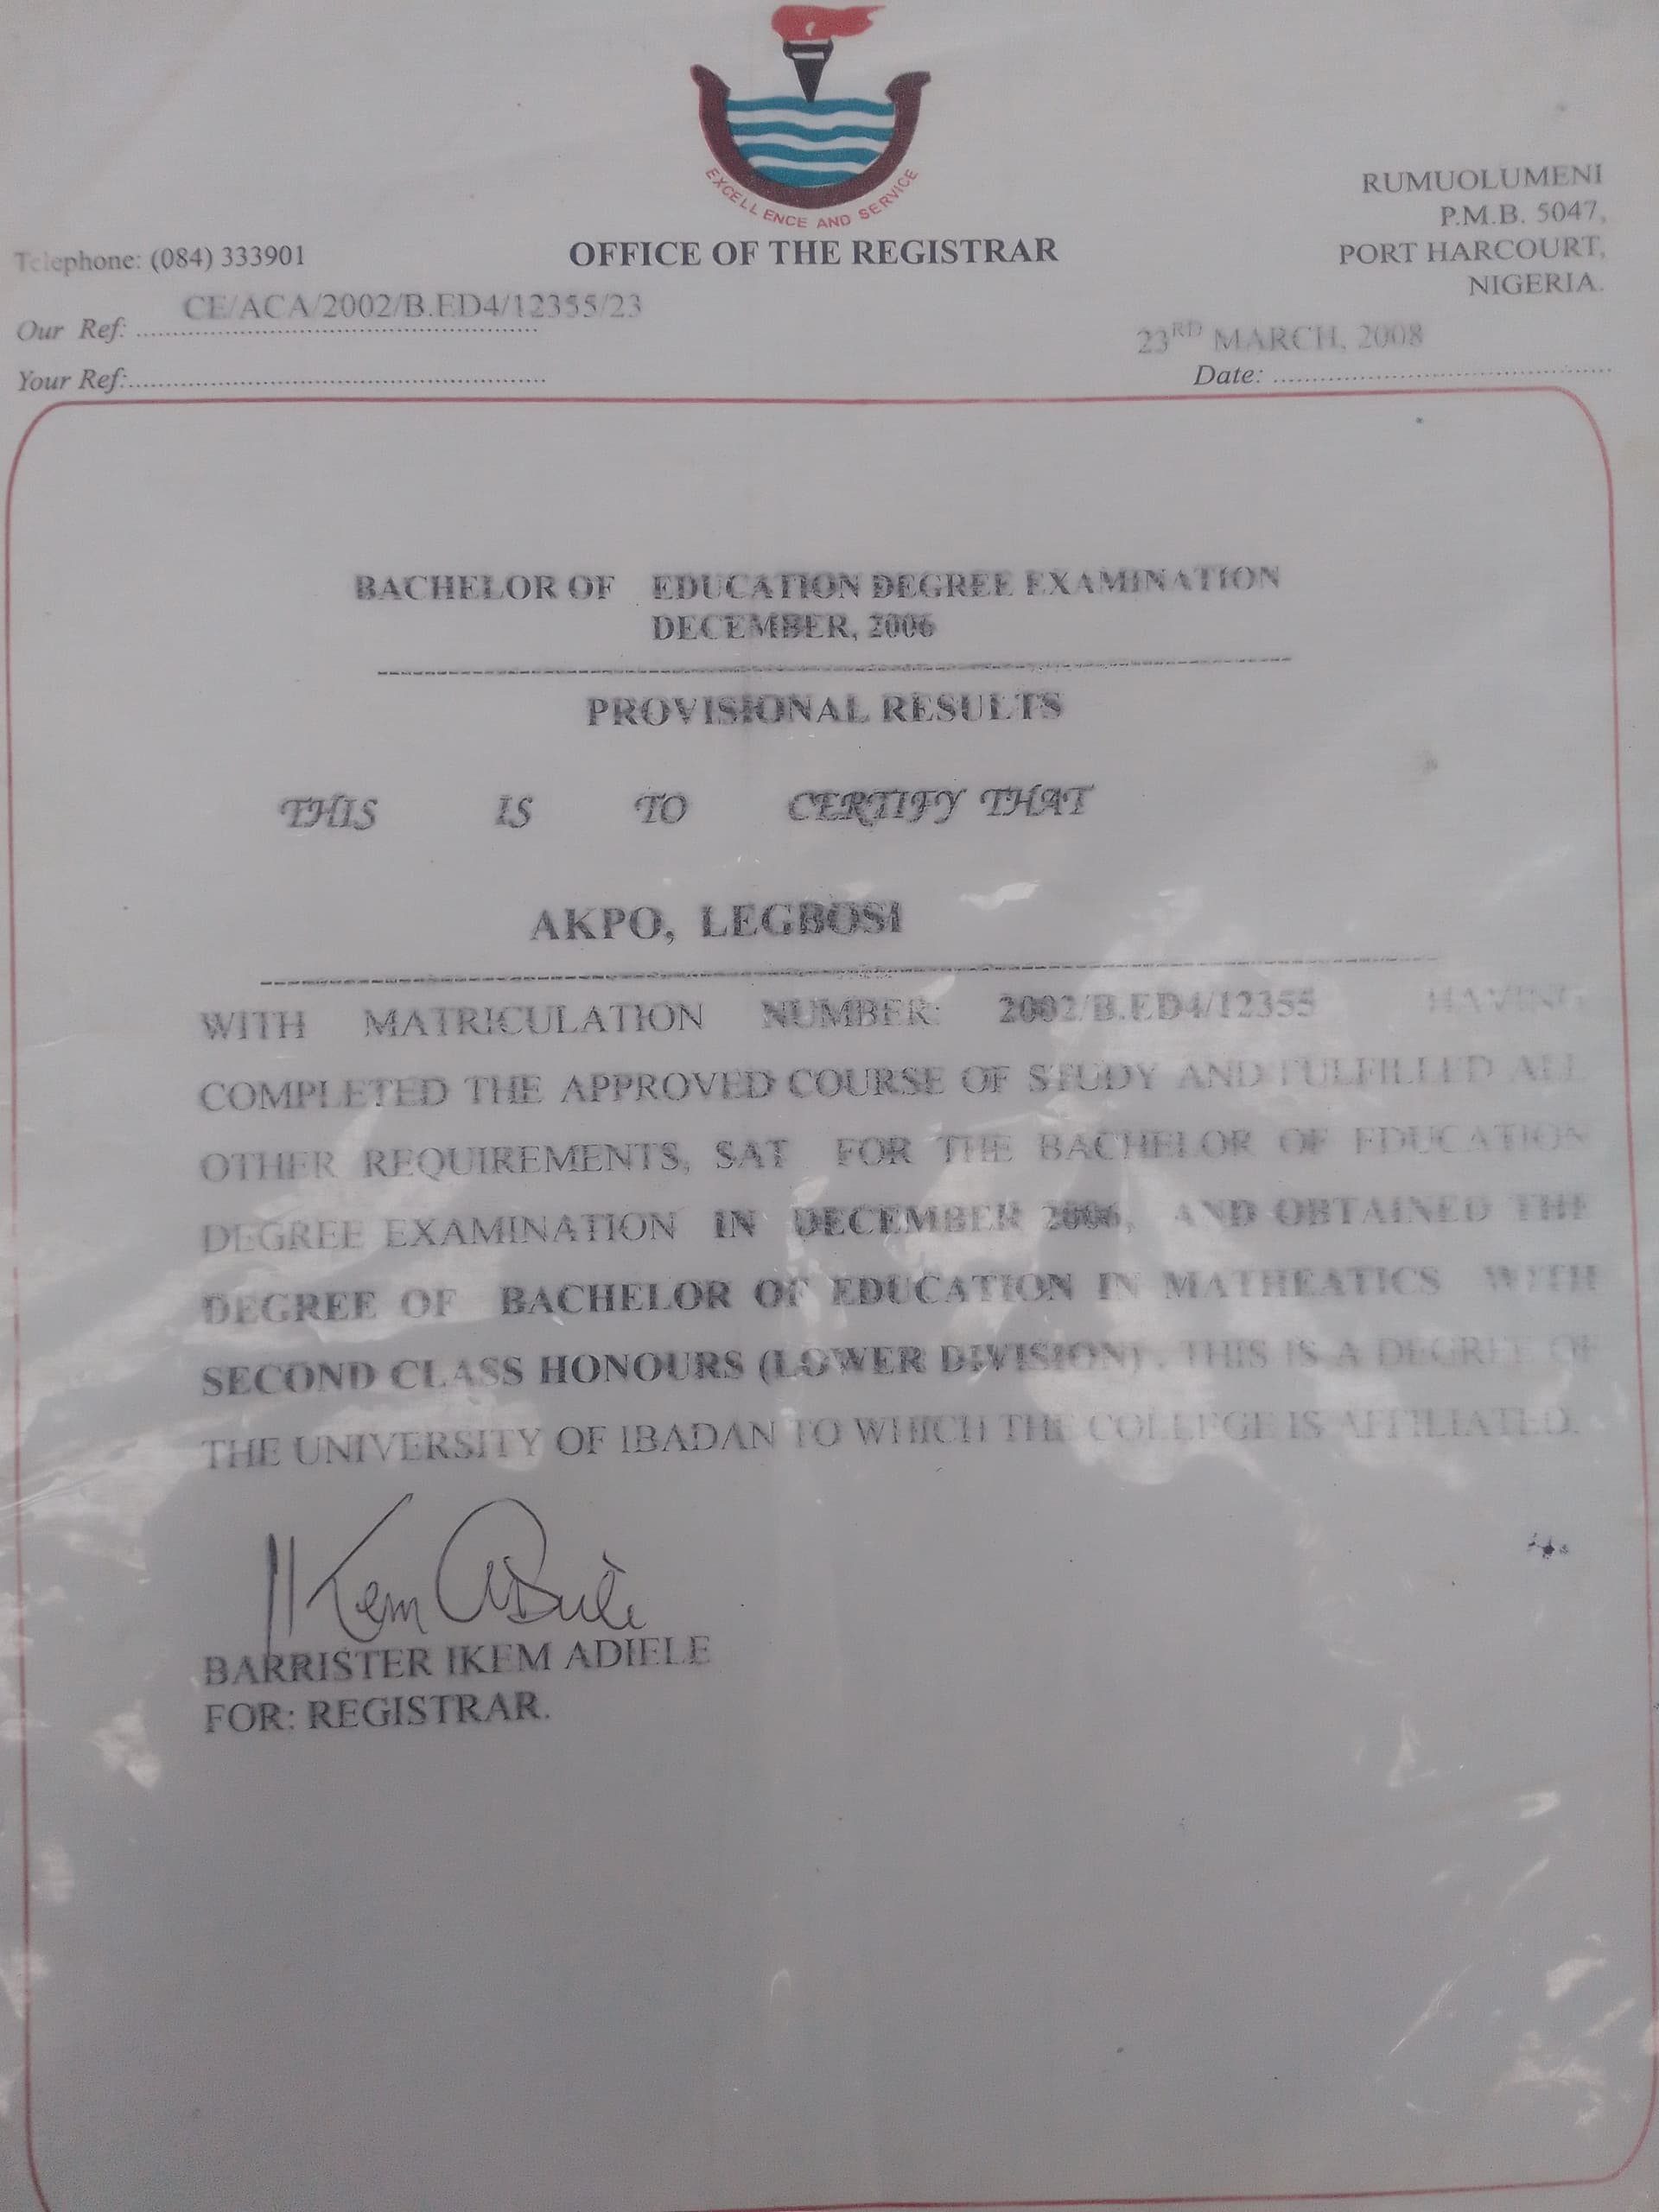 EXCELLENCE AND SERVICE
RUMUOLUMENI
P.M.B. 5047,
PORT HARCOURT,
NIGERIA.
Telephone: (084) 333901
OFFICE OF THE REGISTRAR
Our Ref: CE/ACA/2002/B.ED4/12355/23
23RD MARCH, 2008
Your Ref:
Date:
BACHELOR OF EDUCATION DEGREE EXAMINATION
DECEMBER, 2006
PROVISIONAL RESULTS
THIS IS TO CERTIFY THAT
AKPO, LEGBOSI
WITH MATRICULATION NUMBER: 2002/B.ED4/12355 HAVING
COMPLETED THE APPROVED COURSE OF STUDY AND FULFILLED ALL
OTHER REQUIREMENTS, SAT FOR THE BACHELOR OF EDUCATION
DEGREE EXAMINATION IN DECEMBER 2006, AND OBTAINED THE
DEGREE OF BACHELOR OF EDUCATION IN MATHEATICS WITH
SECOND CLASS HONOURS (LOWER DIVISION). THIS IS A DEGREE OF
THE UNIVERSITY OF IBADAN TO WHICH THE COLLEGE IS AFFILIATED.
IKem Adiele
BARRISTER IKEM ADIELE
FOR: REGISTRAR.